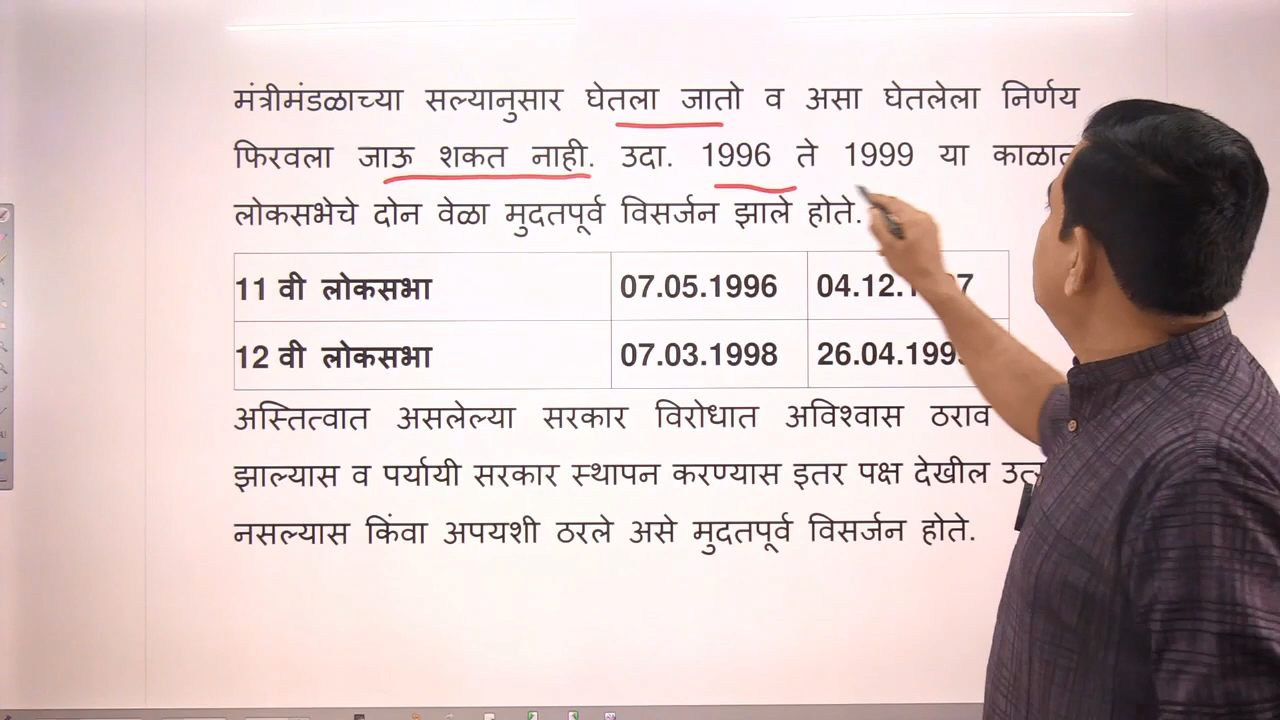 मंत्रीमंडळाच्या सल्यानुसार घेतला जातो व असा घेतलेला निर्णय
फिरवला जाऊ शकत नाही. उदा. 1996 ते 1999 या काळात
लोकसभेचे दोन वेळा मुदतपूर्व विसर्जन झाले होते.
11 वी लोकसभा 07.05.1996
12 वी लोकसभा 07.03.1998
अस्तित्वात असलेल्या सरकार विरोधात अविश्वास ठराव
झाल्यास व पर्यायी सरकार स्थापन करण्यास इतर पक्ष देखील
नसल्यास किंवा अपयशी ठरले असे मुदतपूर्व विसर्जन होते.